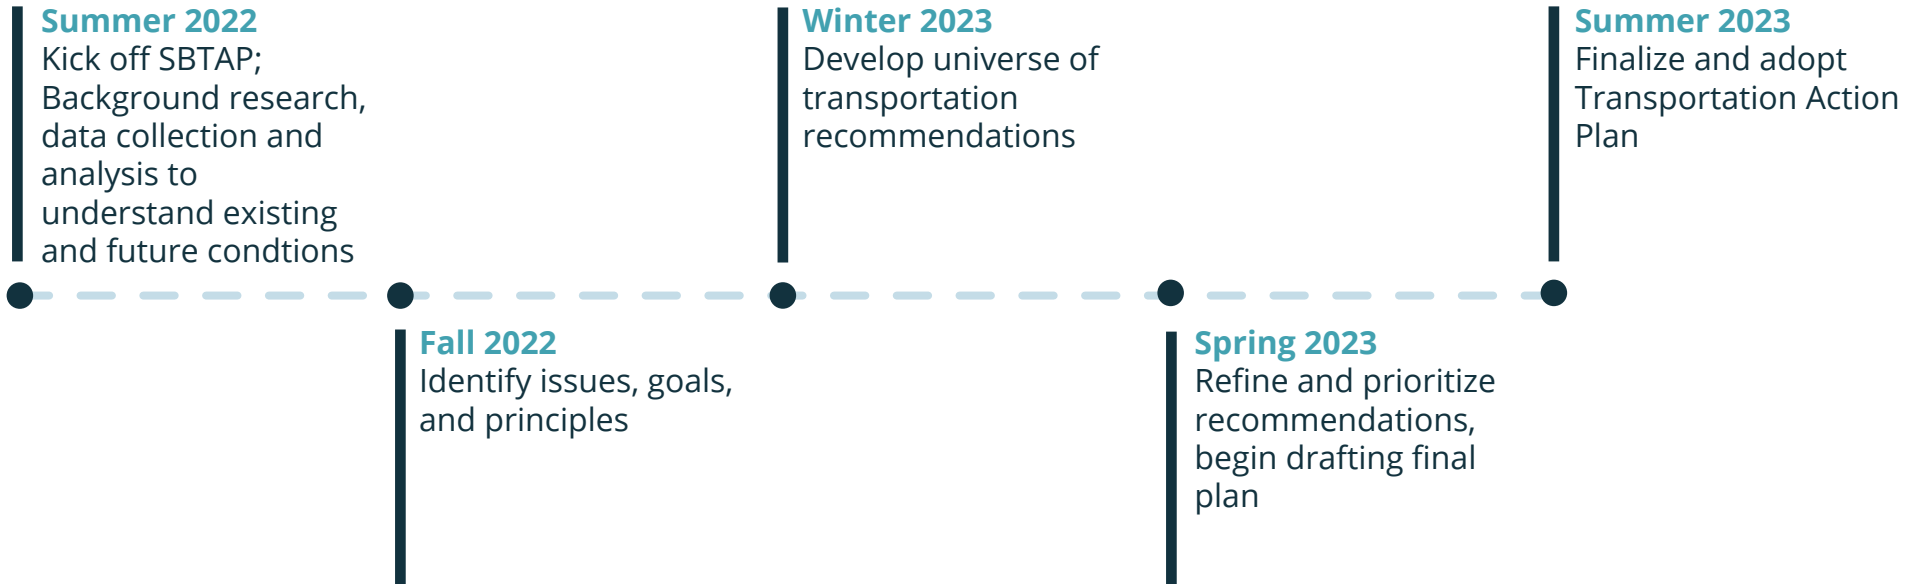 Summer 2022
Kick off SBTAP;
Background research,
data collection and
analysis to
understand existing
and future condtions
Fall 2022
Identify issues, goals,
and principles
Winter 2023
Develop universe of
transportation
recommendations
Spring 2023
Refine and prioritize
recommendations,
begin drafting final
plan
Summer 2023
Finalize and adopt
Transportation Action
Plan